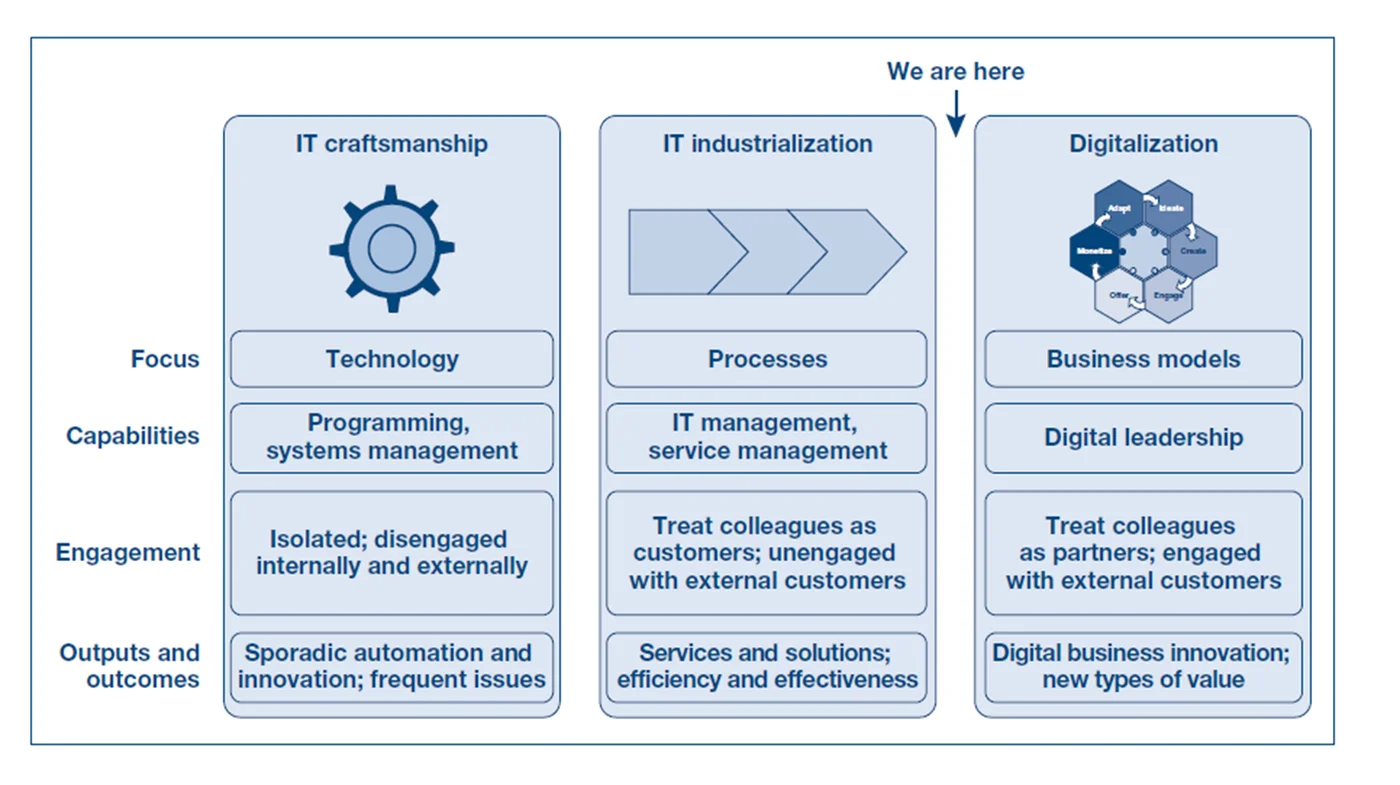 We are here
IT craftsmanship
IT industrialization
Digitalization
Adapt
Ideate
Monetize
Create
Offer
Engage
Focus
Technology
Processes
Business models
Capabilities
Programming,
systems management
IT management,
service management
Digital leadership
Engagement
Isolated; disengaged
internally and externally
Treat colleagues as
customers; unengaged
with external customers
Treat colleagues
as partners; engaged
with external customers
Outputs and
outcomes
Sporadic automation and
innovation; frequent issues
Services and solutions;
efficiency and effectiveness
Digital business innovation;
new types of value